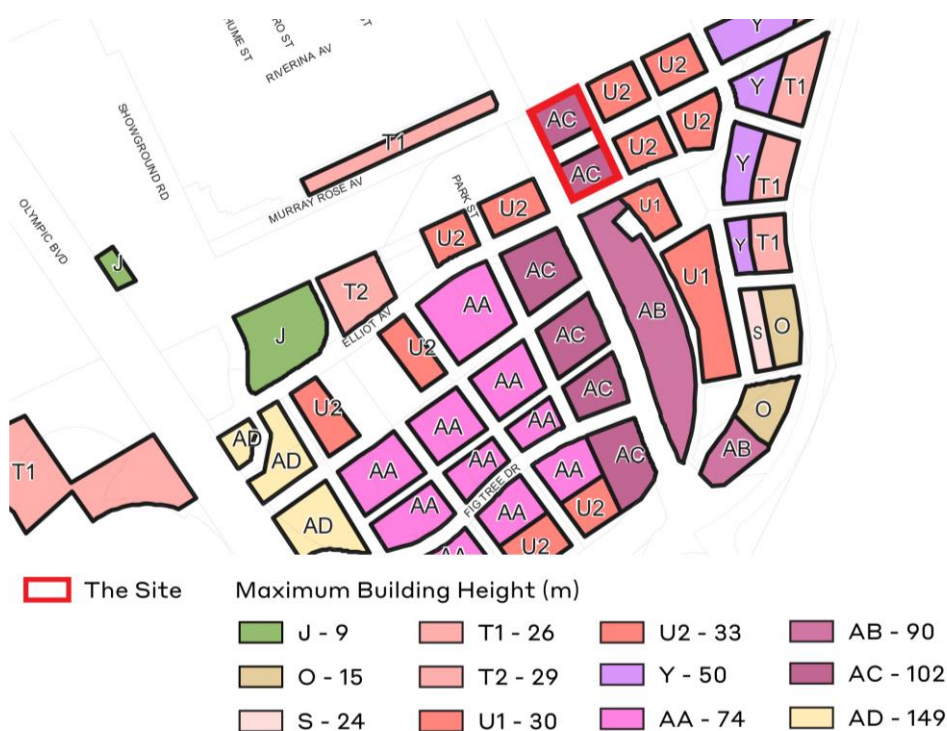 HUME ST
RO ST
ST
RIVERINA AV
SHOWGROUND RD
OLYMPIC BVD
MURRAY ROSE AV
PARK ST
ELLIOT AV
FIG TREE DR
Y
U2
U2
Y
T1
AC
T1
U2
U2
Y
T1
AC
U1
U2
U2
Y
T1
J
AC
U1
T2
AA
AB
S
O
J
AC
U2
AA
AC
O
U2
AA
AA
AB
AD
AA
AA
AC
AD
AA
T1
AA
AA
U2
AD
U2
AA
The Site
Maximum Building Height (m)
J - 9
T1 - 26
U2 - 33
AB - 90
O - 15
T2 - 29
Y - 50
AC - 102
S - 24
U1 - 30
AA - 74
AD - 149